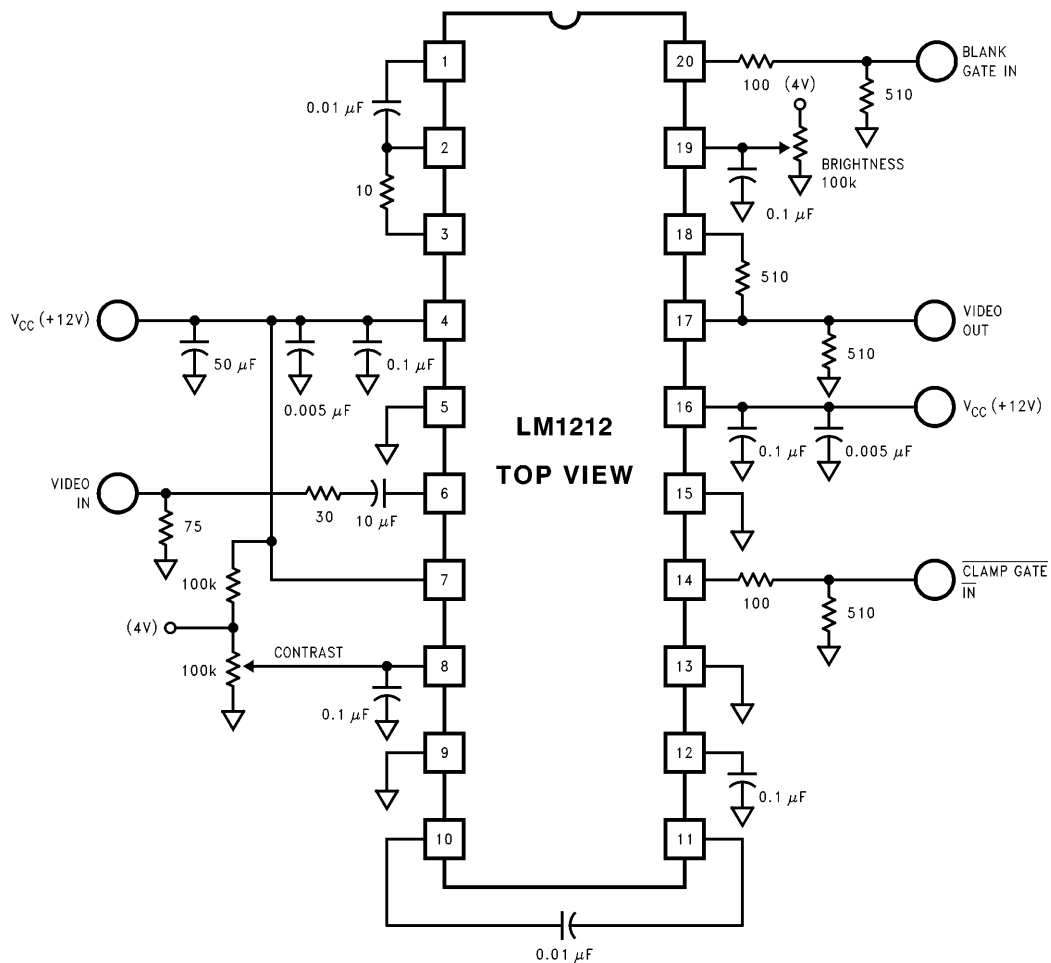 1
20
BLANK
GATE IN
100
(4V)
510
0.01 μF
2
19
BRIGHTNESS
100k
0.1 μF
10
3
18
510
V_CC (+12V)
4
17
VIDEO
OUT
50 μF
0.005 μF
0.1 μF
510
5
16
V_CC (+12V)
LM1212
TOP VIEW
0.1 μF
0.005 μF
VIDEO
IN
6
15
75
30
10 μF
7
14
CLAMP GATE
IN
100k
100
510
(4V)
100k
CONTRAST
8
13
0.1 μF
9
12
0.1 μF
10
11
0.01 μF